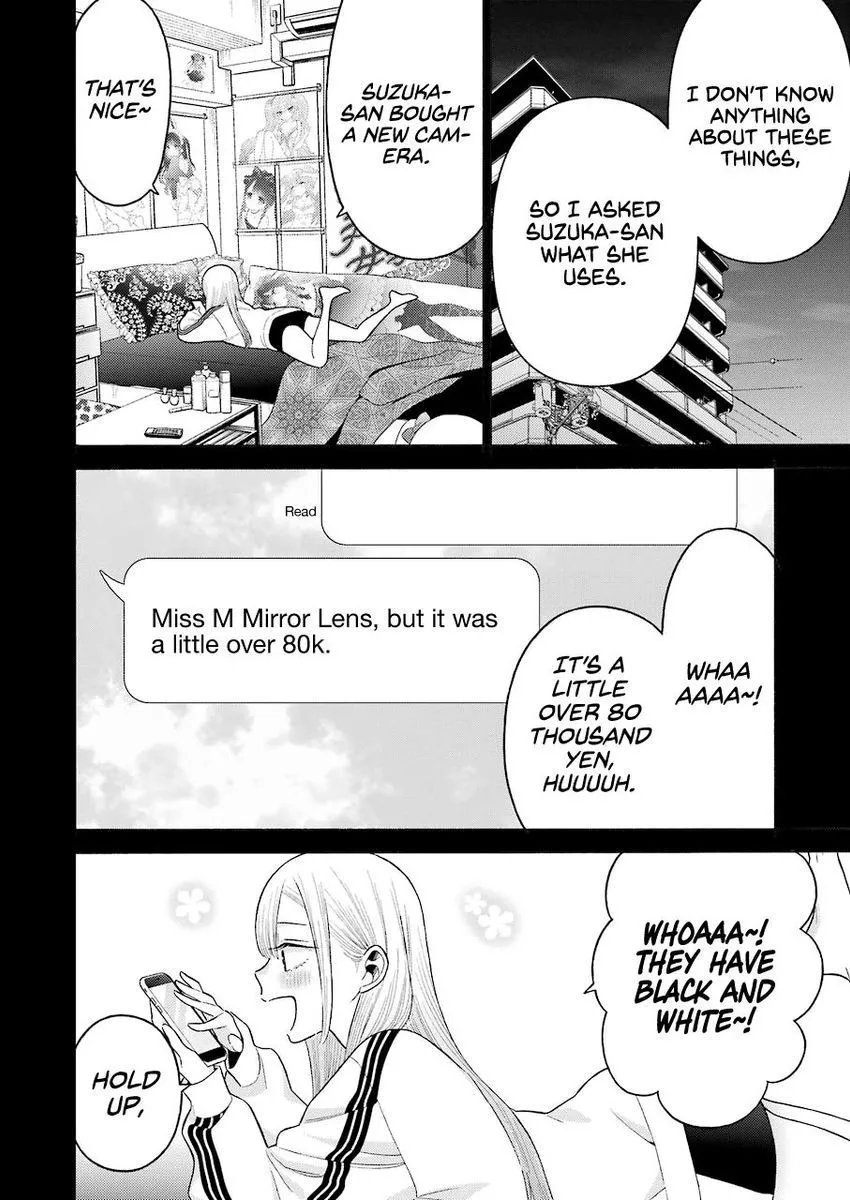 I DON'T KNOW
ANYTHING
ABOUT THESE
THINGS,
SO I ASKED
SUZUKA-SAN
WHAT SHE
USES.
SUZUKA-
SAN BOUGHT
A NEW CAM-
ERA.
THAT'S
NICE~
Read
Miss M Mirror Lens, but it was
a little over 80k.
WHAA
AAAA~!
IT'S A
LITTLE
OVER 80
THOUSAND
YEN,
HUUUUH.
WHOAAA~!
THEY HAVE
BLACK AND
WHITE~!
HOLD
UP,